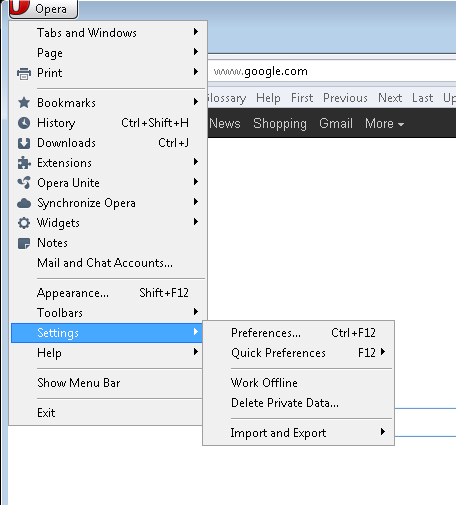 Opera
Tabs and Windows
Page
Print
www.google.com
Bookmarks
Glossary Help First Previous Next Last Up
History Ctrl+Shift+H
News Shopping Gmail More
Downloads Ctrl+J
Extensions
Opera Unite
Synchronize Opera
Widgets
Notes
Mail and Chat Accounts...
Appearance... Shift+F12
Toolbars
Settings
Help
Show Menu Bar
Exit
Preferences... Ctrl+F12
Quick Preferences F12
Work Offline
Delete Private Data...
Import and Export